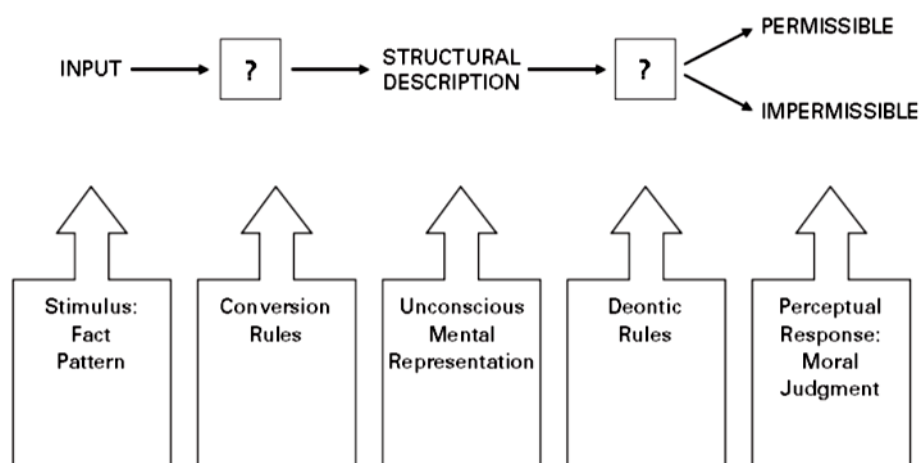 PERMISSIBLE
INPUT
?
STRUCTURAL
DESCRIPTION
?
IMPERMISSIBLE
Stimulus:
Fact
Pattern
Conversion
Rules
Unconscious
Mental
Representation
Deontic
Rules
Perceptual
Response:
Moral
Judgment